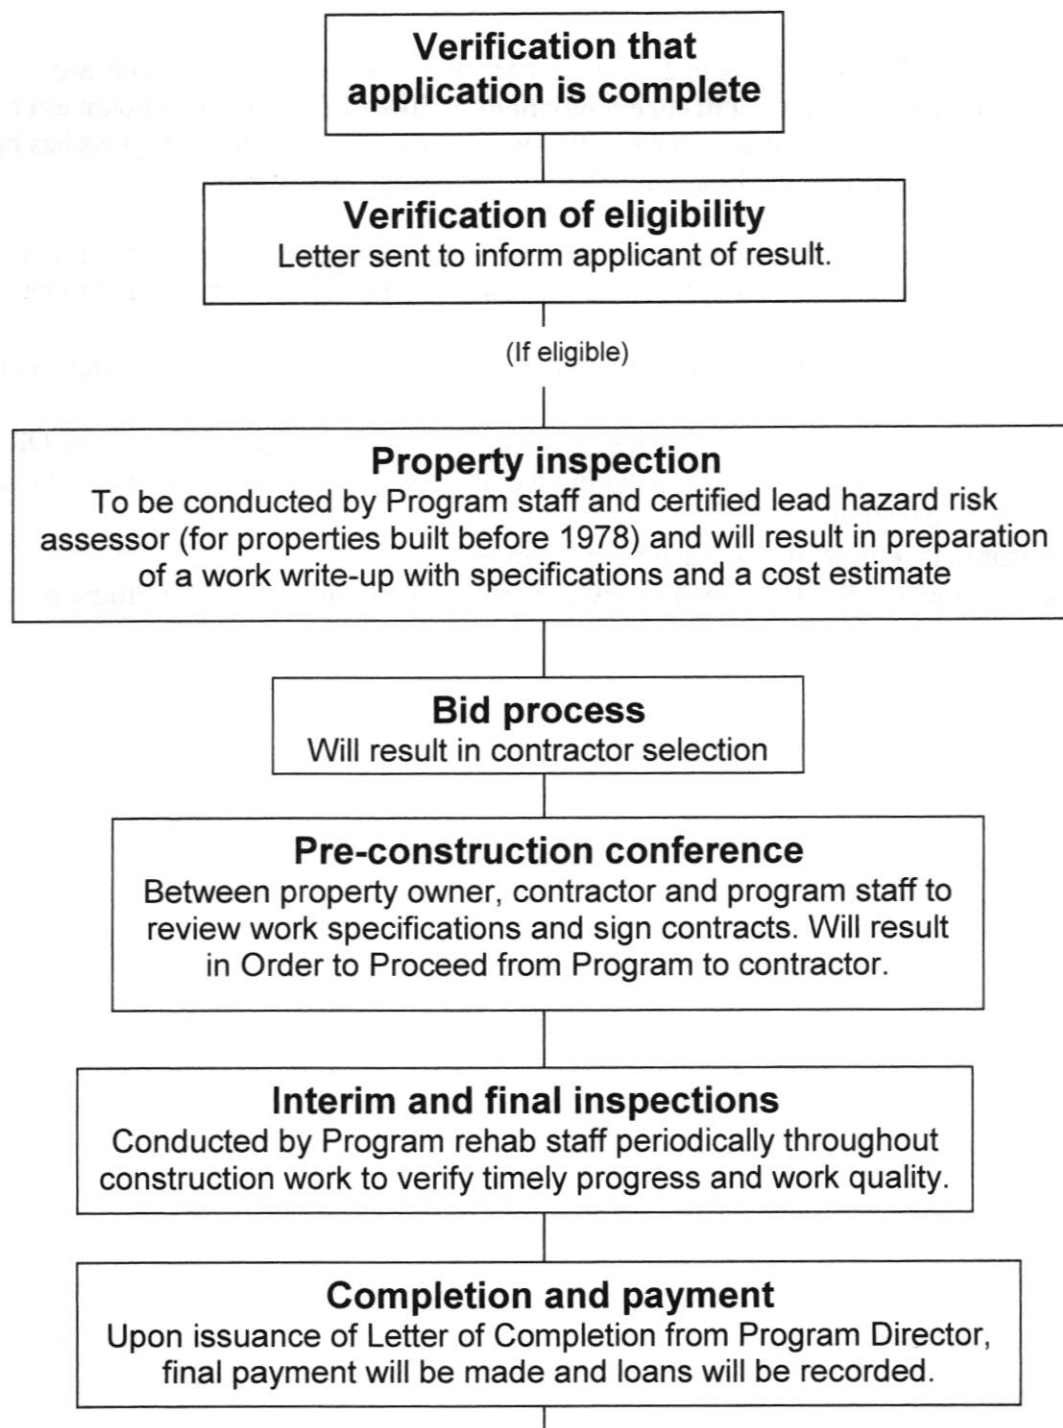 Verification that
application is complete
Verification of eligibility
Letter sent to inform applicant of result.
(If eligible)
Property inspection
To be conducted by Program staff and certified lead hazard risk
assessor (for properties built before 1978) and will result in preparation
of a work write-up with specifications and a cost estimate
Bid process
Will result in contractor selection
Pre-construction conference
Between property owner, contractor and program staff to
review work specifications and sign contracts. Will result
in Order to Proceed from Program to contractor.
Interim and final inspections
Conducted by Program rehab staff periodically throughout
construction work to verify timely progress and work quality.
Completion and payment
Upon issuance of Letter of Completion from Program Director,
final payment will be made and loans will be recorded.